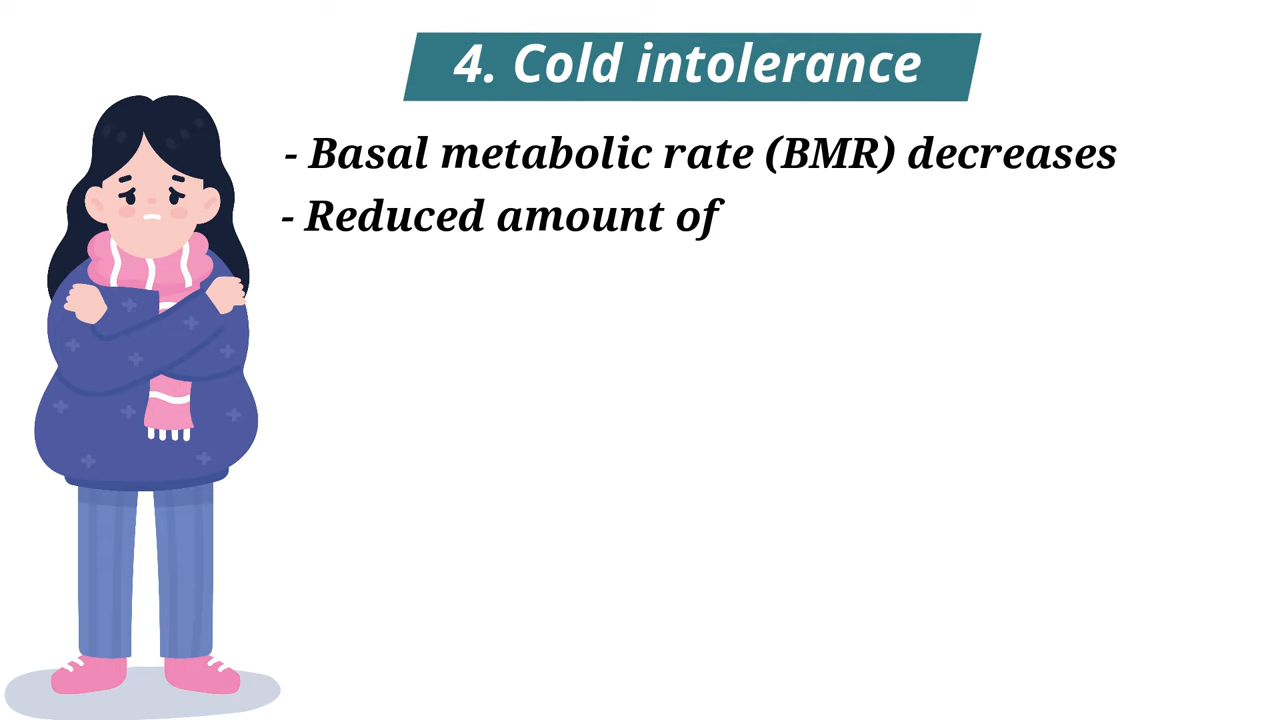 4. Cold intolerance
- Basal metabolic rate (BMR) decreases
- Reduced amount of